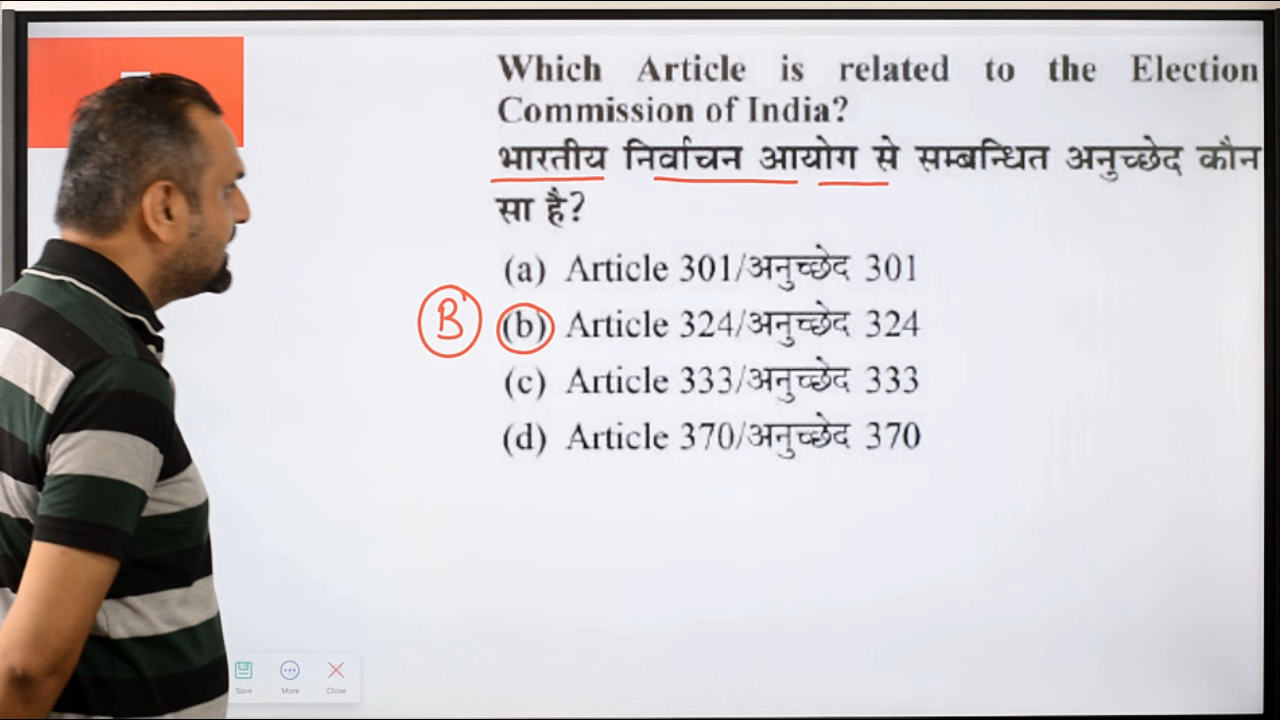 Which Article is related to the Election
Commission of India?
भारतीय निर्वाचन आयोग से सम्बन्धित अनुच्छेद कौन
सा है?
(a) Article 301/अनुच्छेद 301
B (b) Article 324/अनुच्छेद 324
(c) Article 333/अनुच्छेद 333
(d) Article 370/अनुच्छेद 370
Save More Close